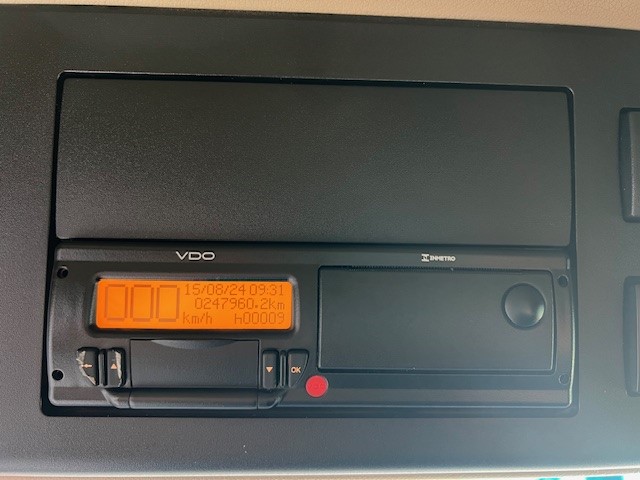 VDO
INMETRO
000
15/08/24 09:31
0247960.2km
km/h h00009
OK